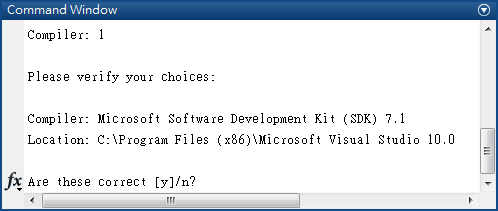 Command Window
Compiler: 1
Please verify your choices:
Compiler: Microsoft Software Development Kit (SDK) 7.1
Location: C:\Program Files (x86)\Microsoft Visual Studio 10.0
fx Are these correct [y]/n?